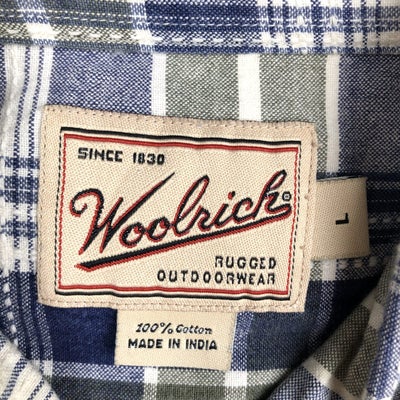 SINCE 1830
Woolrich®
RUGGED
OUTDOORWEAR
L
100% Cotton
MADE IN INDIA